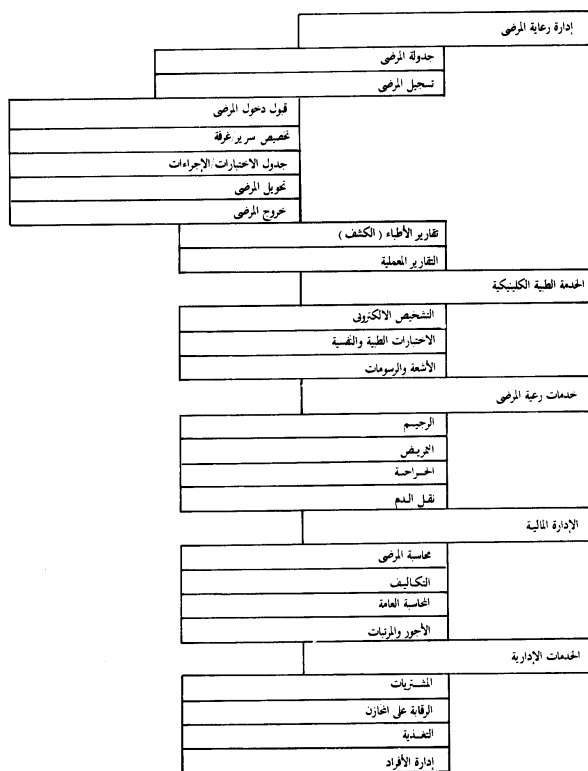 إدارة رعاية المرضى
جدولة المرضى
تسجيل المرضى
قبول دخول المرضى
تخصيص سرير/غرفة
جدول الاختبارات/الإجراءات
تحويل المرضى
خروج المرضى
تقارير الأطباء ( الكشف )
التقارير المعملية
الخدمة الطبية الكلينيكية
التشخيص الالكترونى
الاختبارات الطبية والنفسية
الأشعة والرسومات
خدمات رعية المرضى
الرجيم
التمريض
الجراحة
نقل الدم
الإدارة المالية
محاسبة المرضى
التكاليف
المحاسبة العامة
الأجور والمرتبات
الخدمات الإدارية
المشتريات
الرقابة على المخازن
التغذية
إدارة الأفراد